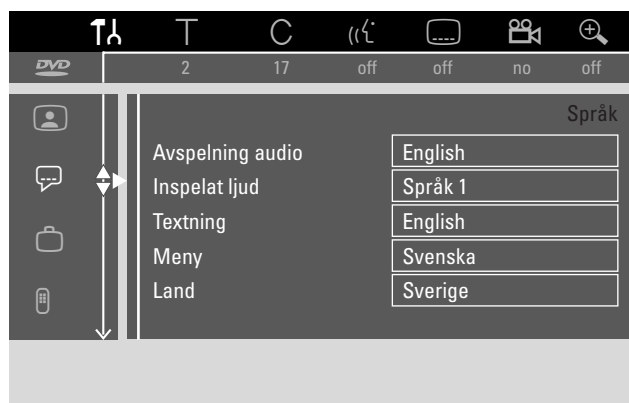 T C
DVD 2 17 off off no off
Språk
Avspelning audio English
Inspelat ljud Språk 1
Textning English
Meny Svenska
Land Sverige